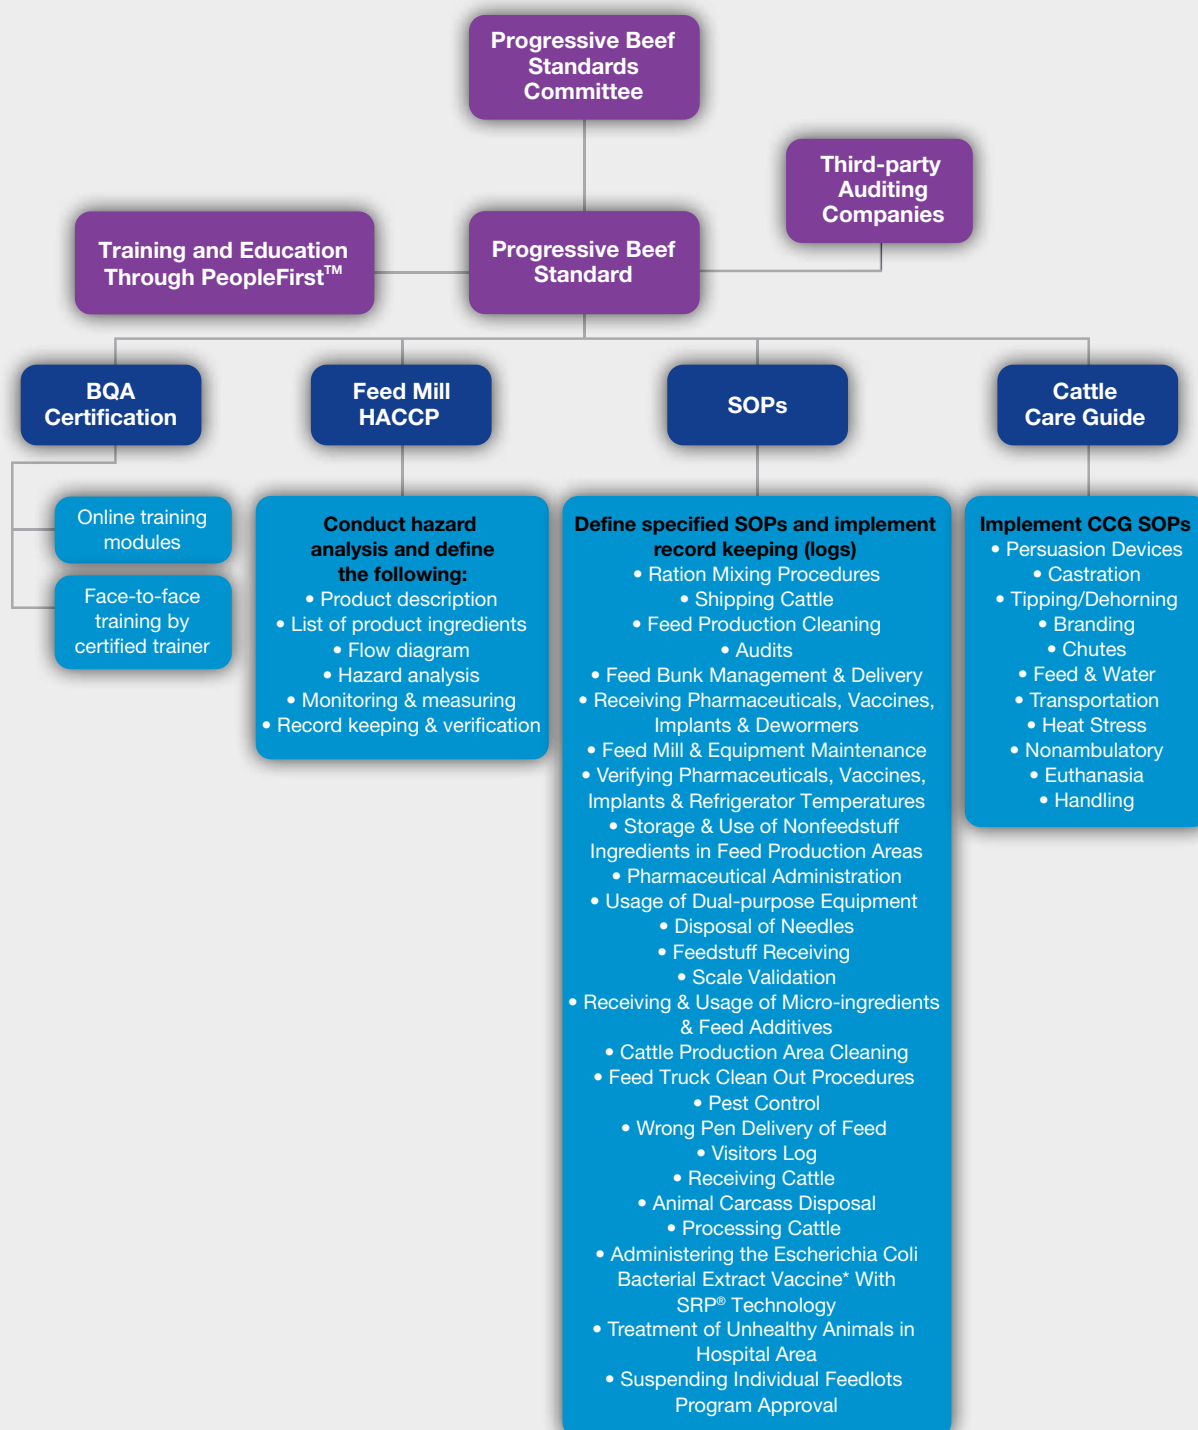 Progressive Beef
Standards
Committee
Third-party
Auditing
Companies
Training and Education
Through PeopleFirst™
Progressive Beef
Standard
BQA
Certification
Feed Mill
HACCP
SOPs
Cattle
Care Guide
Online training
modules
Face-to-face
training by
certified trainer
Conduct hazard
analysis and define
the following:
• Product description
• List of product ingredients
• Flow diagram
• Hazard analysis
• Monitoring & measuring
• Record keeping & verification
Define specified SOPs and implement
record keeping (logs)
• Ration Mixing Procedures
• Shipping Cattle
• Feed Production Cleaning
• Audits
• Feed Bunk Management & Delivery
• Receiving Pharmaceuticals, Vaccines,
Implants & Dewormers
• Feed Mill & Equipment Maintenance
• Verifying Pharmaceuticals, Vaccines,
Implants & Refrigerator Temperatures
• Storage & Use of Nonfeedstuff
Ingredients in Feed Production Areas
• Pharmaceutical Administration
• Usage of Dual-purpose Equipment
• Disposal of Needles
• Feedstuff Receiving
• Scale Validation
• Receiving & Usage of Micro-ingredients
& Feed Additives
• Cattle Production Area Cleaning
• Feed Truck Clean Out Procedures
• Pest Control
• Wrong Pen Delivery of Feed
• Visitors Log
• Receiving Cattle
• Animal Carcass Disposal
• Processing Cattle
• Administering the Escherichia Coli
Bacterial Extract Vaccine* With
SRP® Technology
• Treatment of Unhealthy Animals in
Hospital Area
• Suspending Individual Feedlots
Program Approval
Implement CCG SOPs
• Persuasion Devices
• Castration
• Tipping/Dehorning
• Branding
• Chutes
• Feed & Water
• Transportation
• Heat Stress
• Nonambulatory
• Euthanasia
• Handling